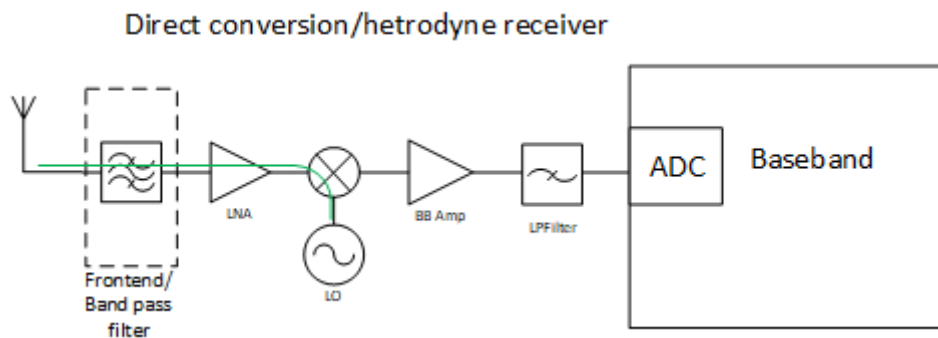 Direct conversion/hetrodyne receiver
ADC
Baseband
LNA
BB Amp
LPFilter
LO
Frontend/
Band pass
filter